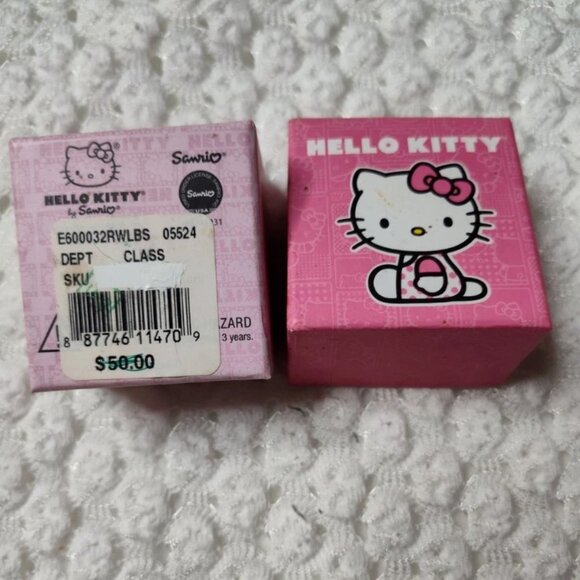 HELLO KITTY®
by Sanrio®
Sanrio
Sanrio
E600032RWLBS 05524
DEPT CLASS
SKU
8 87746 11470 9
$50.00
ZARD
3 years.
HELLO KITTY